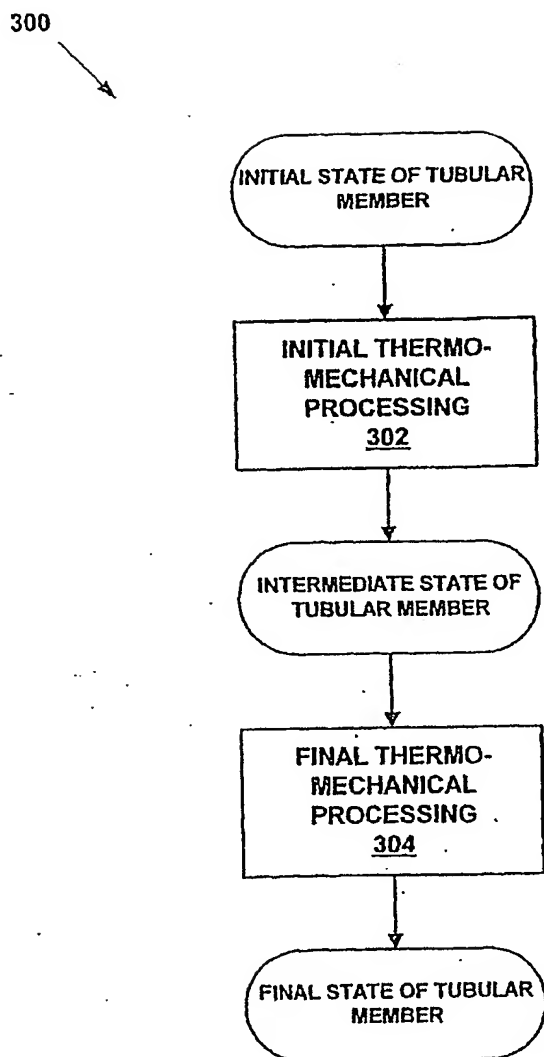 300
INITIAL STATE OF TUBULAR
MEMBER
INITIAL THERMO-
MECHANICAL
PROCESSING
302
INTERMEDIATE STATE OF
TUBULAR MEMBER
FINAL THERMO-
MECHANICAL
PROCESSING
304
FINAL STATE OF TUBULAR
MEMBER